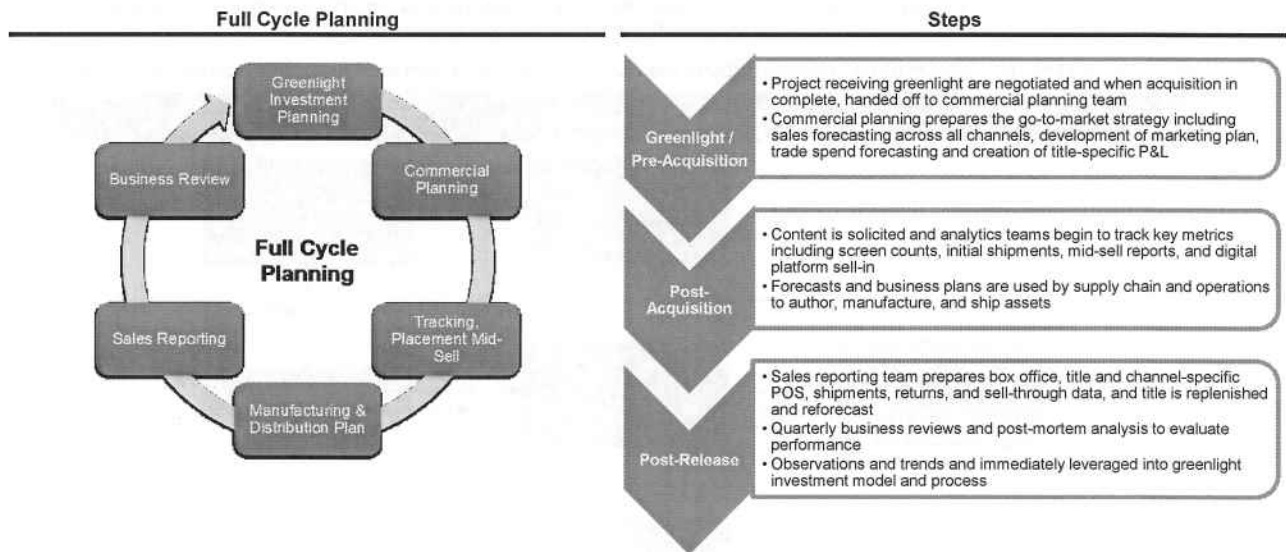 Full Cycle Planning
Greenlight
Investment
Planning
Commercial
Planning
Tracking,
Placement Mid-
Sell
Manufacturing &
Distribution Plan
Sales Reporting
Business Review
Full Cycle
Planning
Steps
Greenlight /
Pre-Acquisition
• Project receiving greenlight are negotiated and when acquisition in
complete, handed off to commercial planning team
• Commercial planning prepares the go-to-market strategy including
sales forecasting across all channels, development of marketing plan,
trade spend forecasting and creation of title-specific P&L
Post-
Acquisition
• Content is solicited and analytics teams begin to track key metrics
including screen counts, initial shipments, mid-sell reports, and digital
platform sell-in
• Forecasts and business plans are used by supply chain and operations
to author, manufacture, and ship assets
Post-Release
• Sales reporting team prepares box office, title and channel-specific
POS, shipments, returns, and sell-through data, and title is replenished
and reforecast
• Quarterly business reviews and post-mortem analysis to evaluate
performance
• Observations and trends and immediately leveraged into greenlight
investment model and process